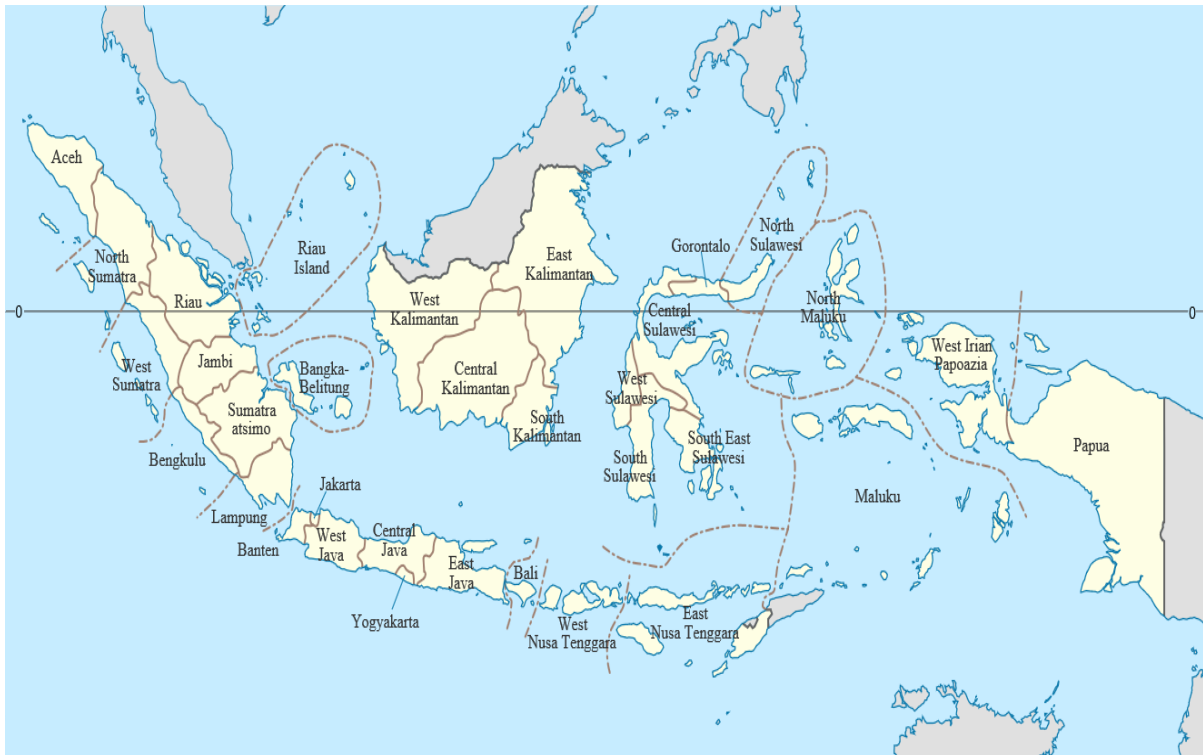 Aceh
North
Sumatra
Riau
Island
Riau
0
0
West
Sumatra
Jambi
Bangka-
Belitung
Sumatra
atsimo
Bengkulu
Lampung
Jakarta
Banten
West
Java
Central
Java
Yogyakarta
East
Java
Bali
West
Nusa Tenggara
East
Nusa Tenggara
West
Kalimantan
East
Kalimantan
Central
Kalimantan
South
Kalimantan
Gorontalo
North
Sulawesi
Central
Sulawesi
West
Sulawesi
South
Sulawesi
South East
Sulawesi
North
Maluku
Maluku
West Irian
Papoazia
Papua